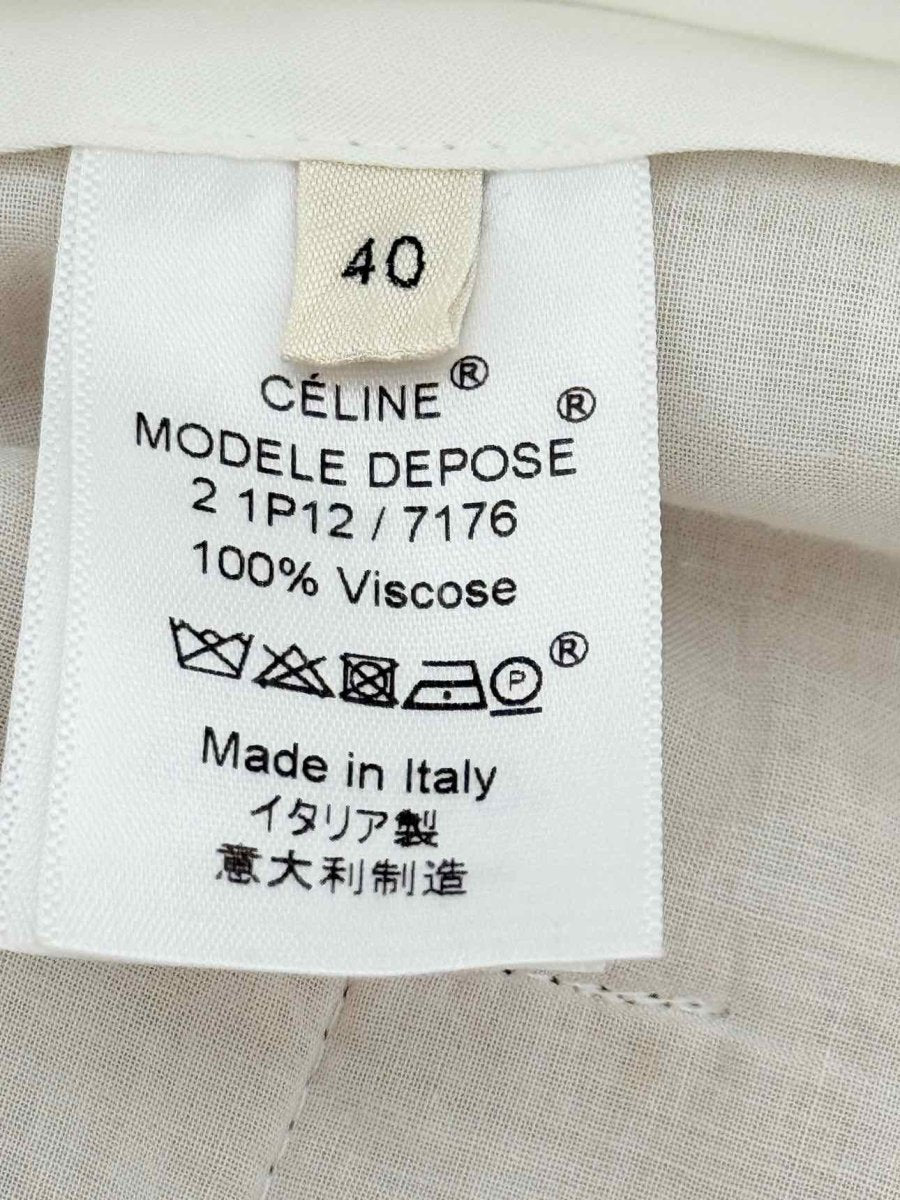 40
CÉLINE®
MODELE DEPOSE®
2 1P12 / 7176
100% Viscose
P ®
Made in Italy
イタリア製
意大利制造